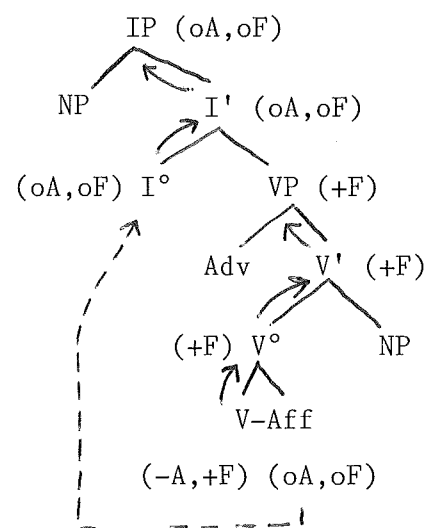 IP (oA,oF)
NP I' (oA,oF)
(oA,oF) I° VP (+F)
Adv V' (+F)
(+F) V° NP
V-Aff
(-A,+F) (oA,oF)